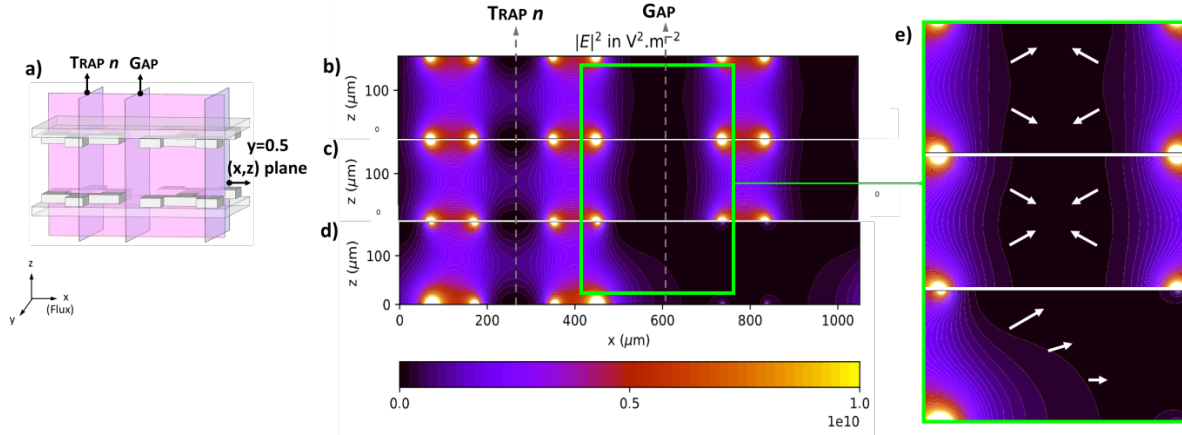 a)
TRAP n
GAP
y=0.5
(x,z) plane
z
x
(Flux)
y
TRAP n
GAP
|E|² in V².m⁻²
b)
z (μm)
100
0
c)
z (μm)
100
0
d)
z (μm)
100
0
0
200
400
600
800
1000
x (μm)
0.0
0.5
1.0
1e10
0
e)